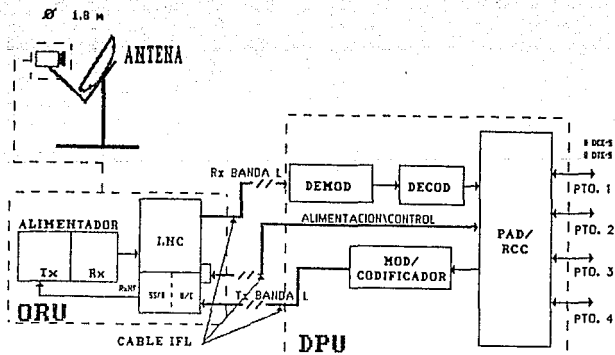 Ø 1.8 M
ANTENA
8 DCE-S
8 DTE-S
Rx BANDA L
DEMOD
DECOD
PTO. 1
ALIMENTACION\CONTROL
ALIMENTADOR
LNC
PAD/
RCC
PTO. 2
MOD/
CODIFICADOR
PTO. 3
Tx
Rx
Tx BANDA L
PTO. 4
ORU
CABLE IFL
DPU